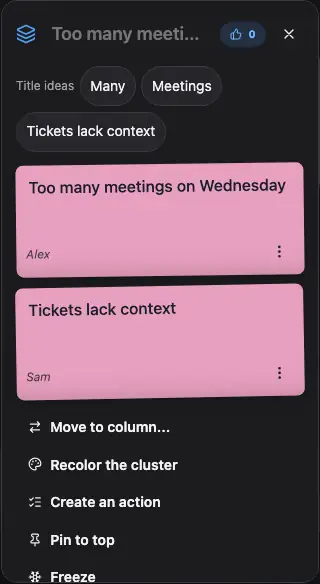 Too many meeti... 0
Title ideas Many Meetings
Tickets lack context
Too many meetings on Wednesday
Alex
Tickets lack context
Sam
Move to column...
Recolor the cluster
Create an action
Pin to top
Freeze